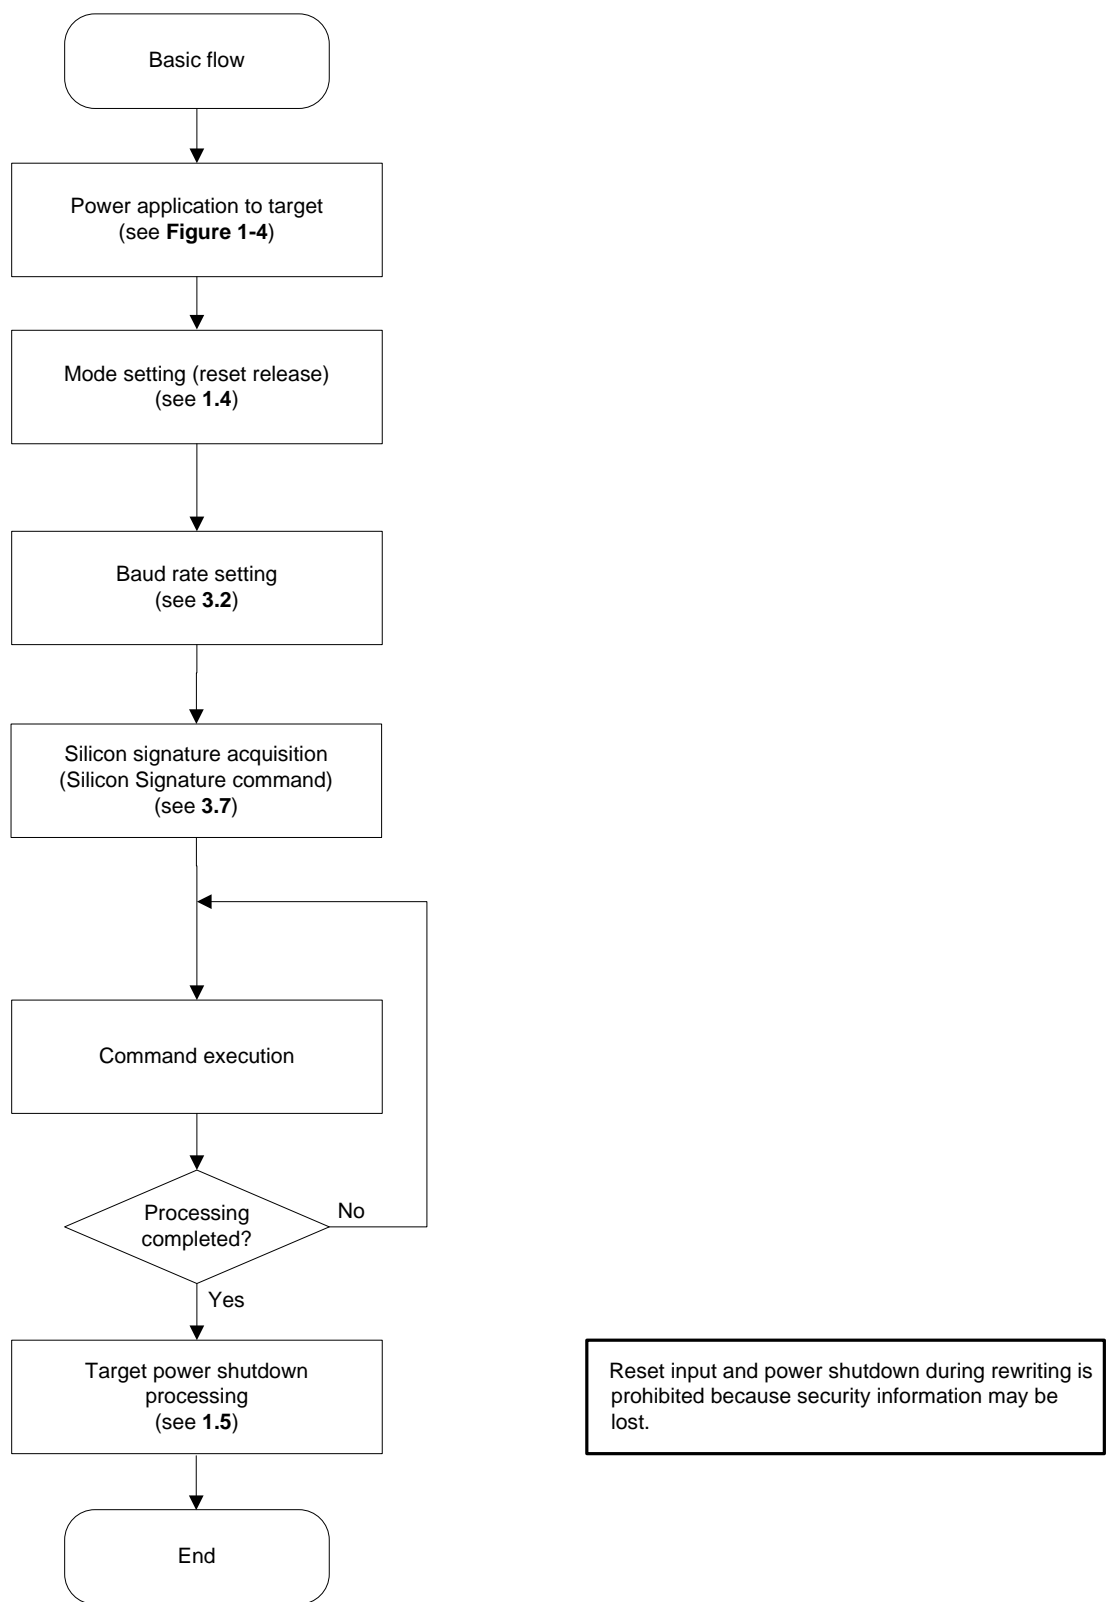 Basic flow
Power application to target
(see Figure 1-4)
Mode setting (reset release)
(see 1.4)
Baud rate setting
(see 3.2)
Silicon signature acquisition
(Silicon Signature command)
(see 3.7)
Command execution
Processing
completed?
No
Yes
Target power shutdown
processing
(see 1.5)
Reset input and power shutdown during rewriting is
prohibited because security information may be
lost.
End